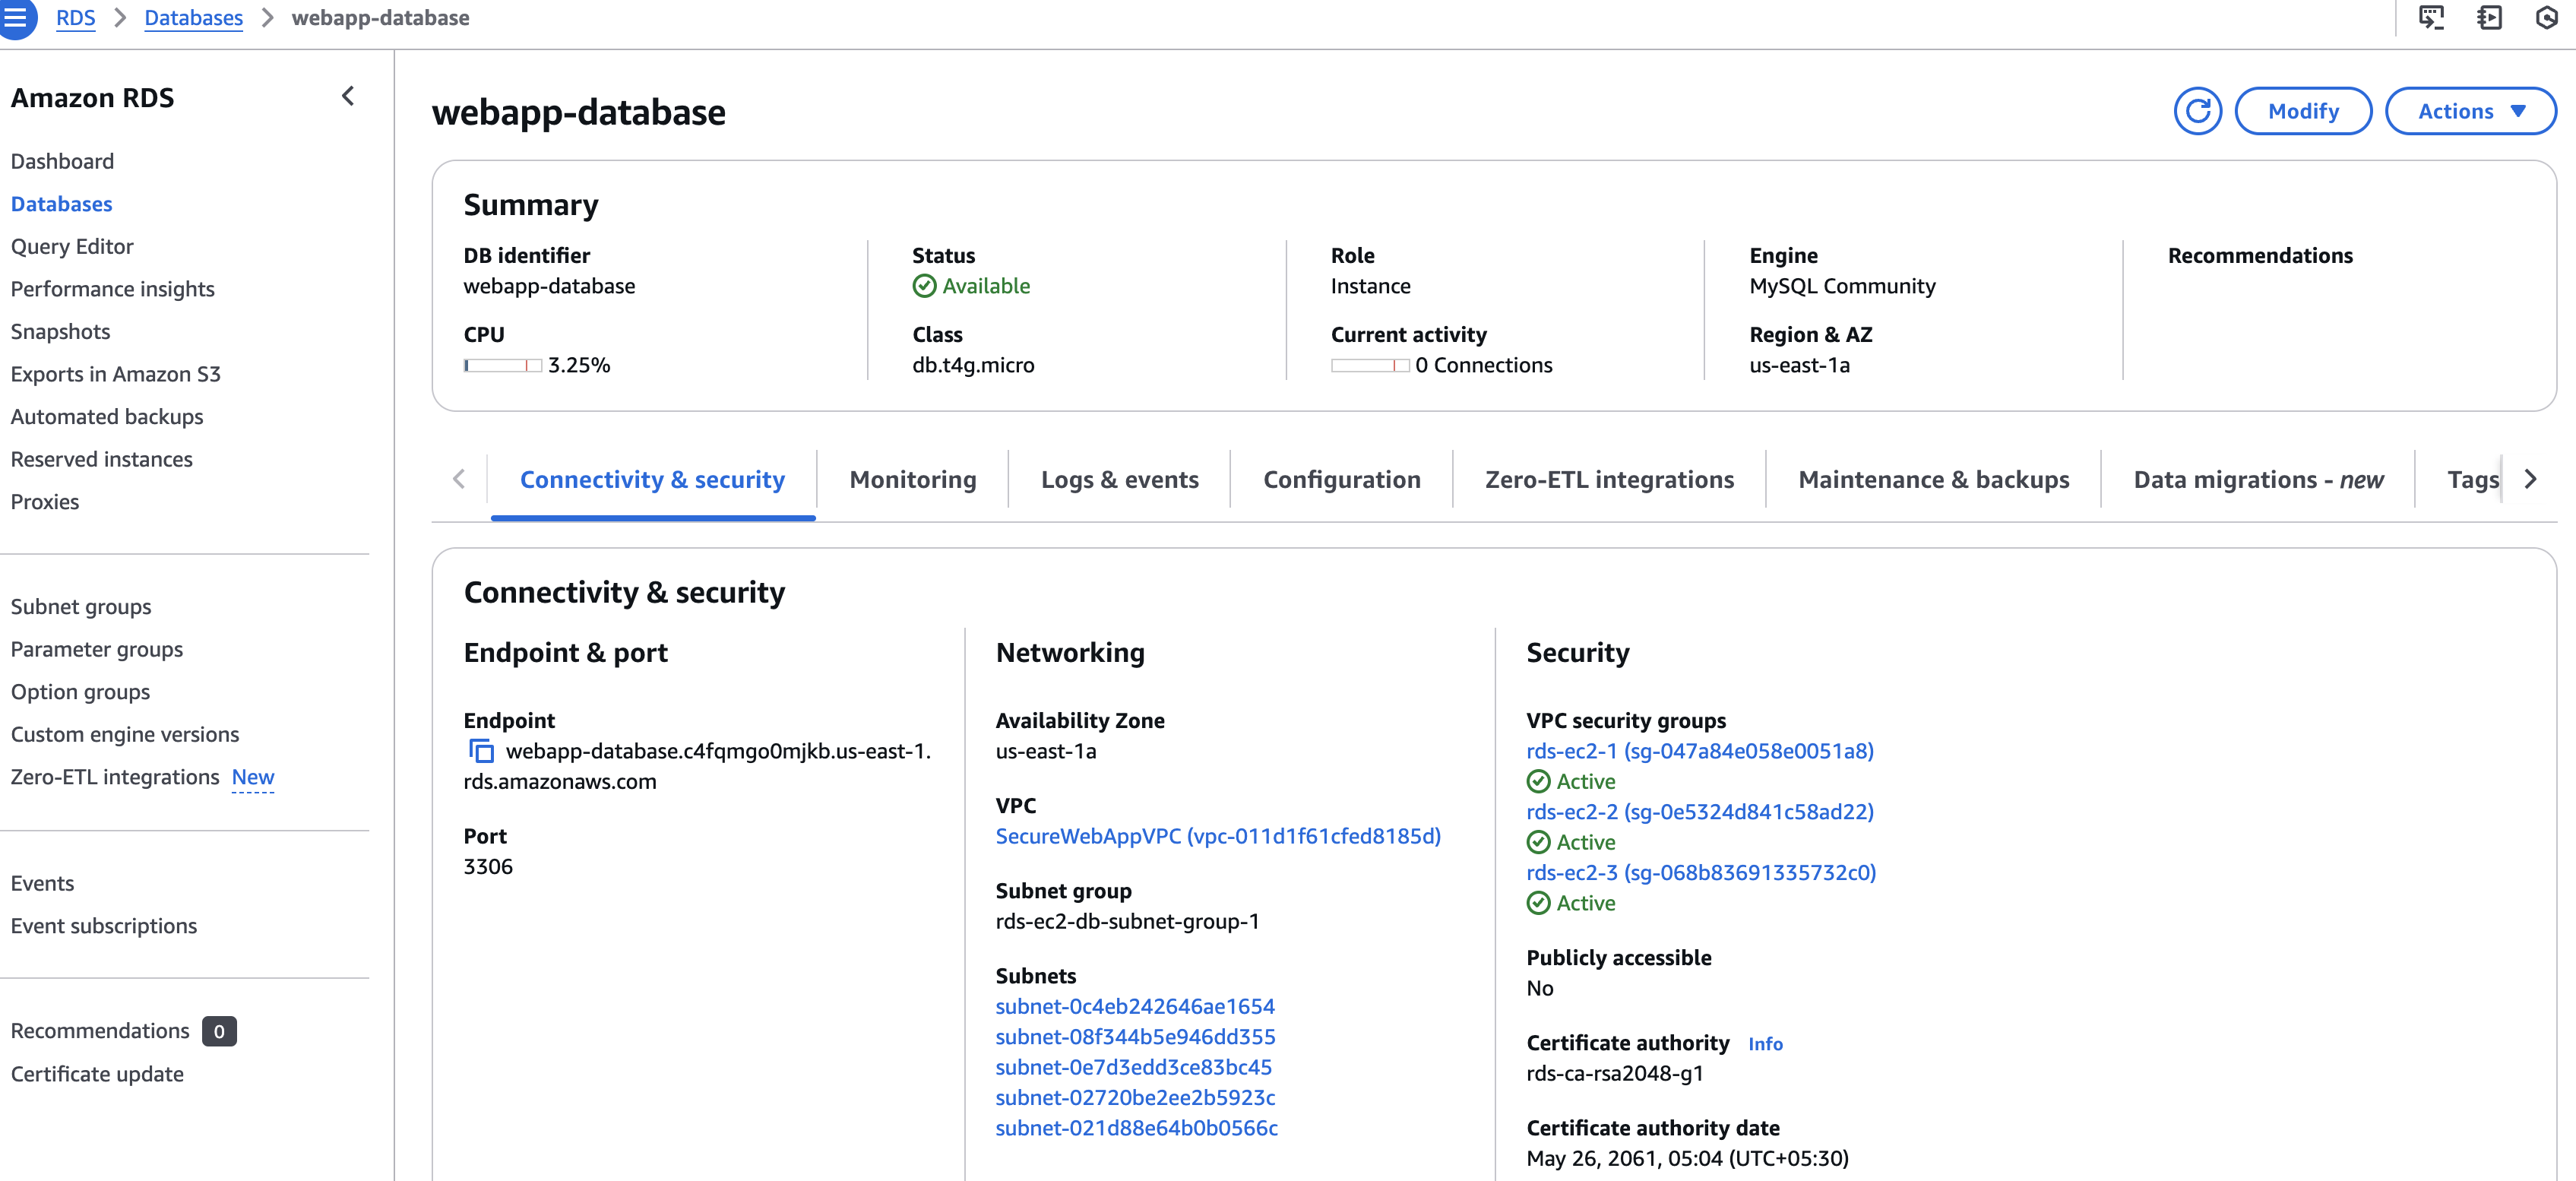 RDS > Databases > webapp-database
Amazon RDS
Dashboard
Databases
Query Editor
Performance insights
Snapshots
Exports in Amazon S3
Automated backups
Reserved instances
Proxies
Subnet groups
Parameter groups
Option groups
Custom engine versions
Zero-ETL integrations New
Events
Event subscriptions
Recommendations 0
Certificate update
webapp-database
Modify
Actions
Summary
DB identifier
webapp-database
CPU
3.25%
Status
Available
Class
db.t4g.micro
Role
Instance
Current activity
0 Connections
Engine
MySQL Community
Region & AZ
us-east-1a
Recommendations
Connectivity & security
Monitoring
Logs & events
Configuration
Zero-ETL integrations
Maintenance & backups
Data migrations - new
Tags
Connectivity & security
Endpoint & port
Endpoint
webapp-database.c4fqmgo0mjkb.us-east-1.
rds.amazonaws.com
Port
3306
Networking
Availability Zone
us-east-1a
VPC
SecureWebAppVPC (vpc-011d1f61cfed8185d)
Subnet group
rds-ec2-db-subnet-group-1
Subnets
subnet-0c4eb242646ae1654
subnet-08f344b5e946dd355
subnet-0e7d3edd3ce83bc45
subnet-02720be2ee2b5923c
subnet-021d88e64b0b0566c
Security
VPC security groups
rds-ec2-1 (sg-047a84e058e0051a8)
Active
rds-ec2-2 (sg-0e5324d841c58ad22)
Active
rds-ec2-3 (sg-068b83691335732c0)
Active
Publicly accessible
No
Certificate authority Info
rds-ca-rsa2048-g1
Certificate authority date
May 26, 2061, 05:04 (UTC+05:30)